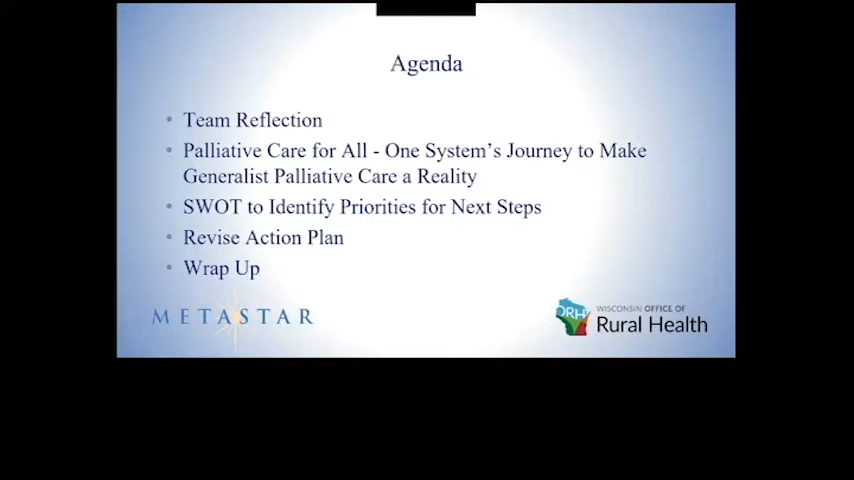 Agenda
• Team Reflection
• Palliative Care for All - One System's Journey to Make
Generalist Palliative Care a Reality
• SWOT to Identify Priorities for Next Steps
• Revise Action Plan
• Wrap Up
METASTAR
ORH
WISCONSIN OFFICE OF
Rural Health